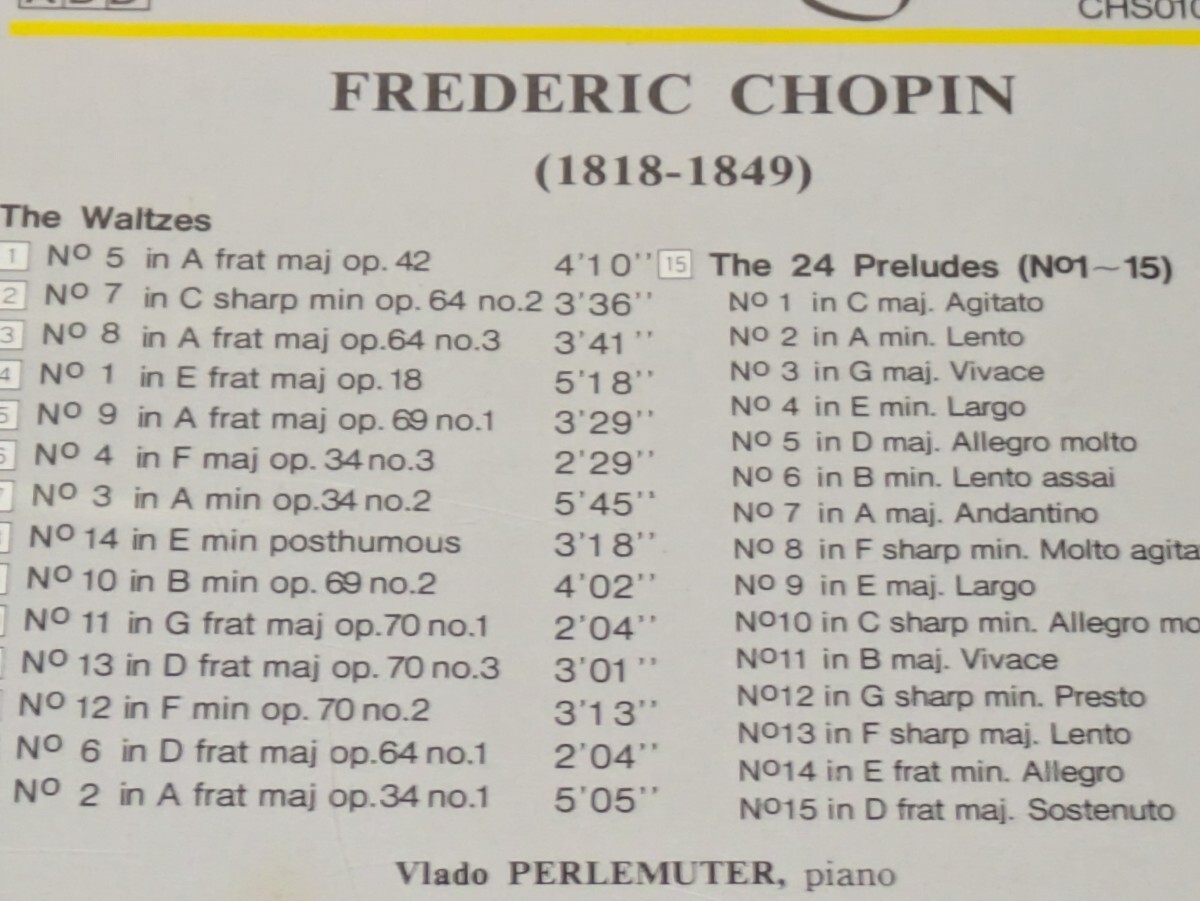 ADD
CHS010
FREDERIC CHOPIN
(1818-1849)
The Waltzes
1 Nº 5 in A frat maj op. 42 4'10''
2 Nº 7 in C sharp min op. 64 no.2 3'36''
3 Nº 8 in A frat maj op.64 no.3 3'41''
4 Nº 1 in E frat maj op. 18 5'18''
5 Nº 9 in A frat maj op. 69 no.1 3'29''
6 Nº 4 in F maj op. 34 no.3 2'29''
7 Nº 3 in A min op.34 no.2 5'45''
Nº 14 in E min posthumous 3'18''
Nº 10 in B min op. 69 no.2 4'02''
Nº 11 in G frat maj op.70 no.1 2'04''
Nº 13 in D frat maj op. 70 no.3 3'01''
Nº 12 in F min op. 70 no.2 3'13''
Nº 6 in D frat maj op.64 no.1 2'04''
Nº 2 in A frat maj op.34 no.1 5'05''
15 The 24 Preludes (Nº1~15)
Nº 1 in C maj. Agitato
Nº 2 in A min. Lento
Nº 3 in G maj. Vivace
Nº 4 in E min. Largo
Nº 5 in D maj. Allegro molto
Nº 6 in B min. Lento assai
Nº 7 in A maj. Andantino
Nº 8 in F sharp min. Molto agita
Nº 9 in E maj. Largo
Nº10 in C sharp min. Allegro mo
Nº11 in B maj. Vivace
Nº12 in G sharp min. Presto
Nº13 in F sharp maj. Lento
Nº14 in E frat min. Allegro
Nº15 in D frat maj. Sostenuto
Vlado PERLEMUTER, piano